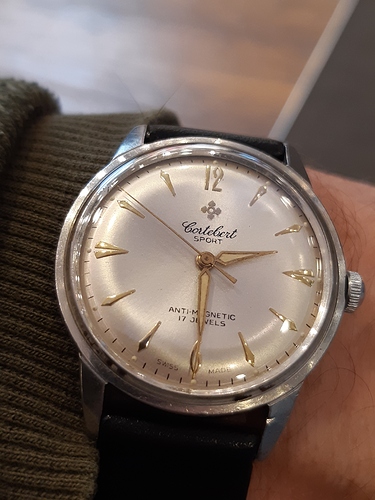 12
Cortébert
SPORT
ANTI-MAGNETIC
17 JEWELS
SWISS MADE